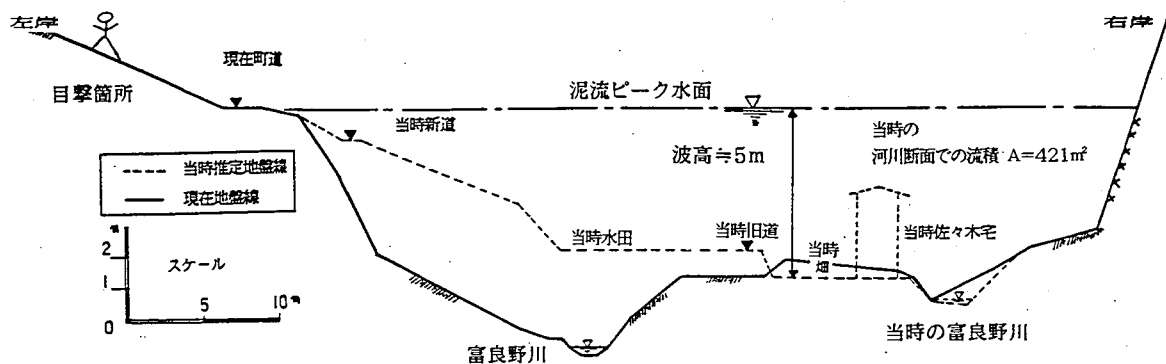 左岸
右岸
目撃箇所
現在町道
泥流ピーク水面
当時新道
波高≒5m
当時の
河川断面での流積 A=421m²
当時推定地盤線
現在地盤線
当時水田
当時旧道
当時
畑
当時佐々木宅
m
2
1
0
スケール
5
10m
富良野川
当時の富良野川